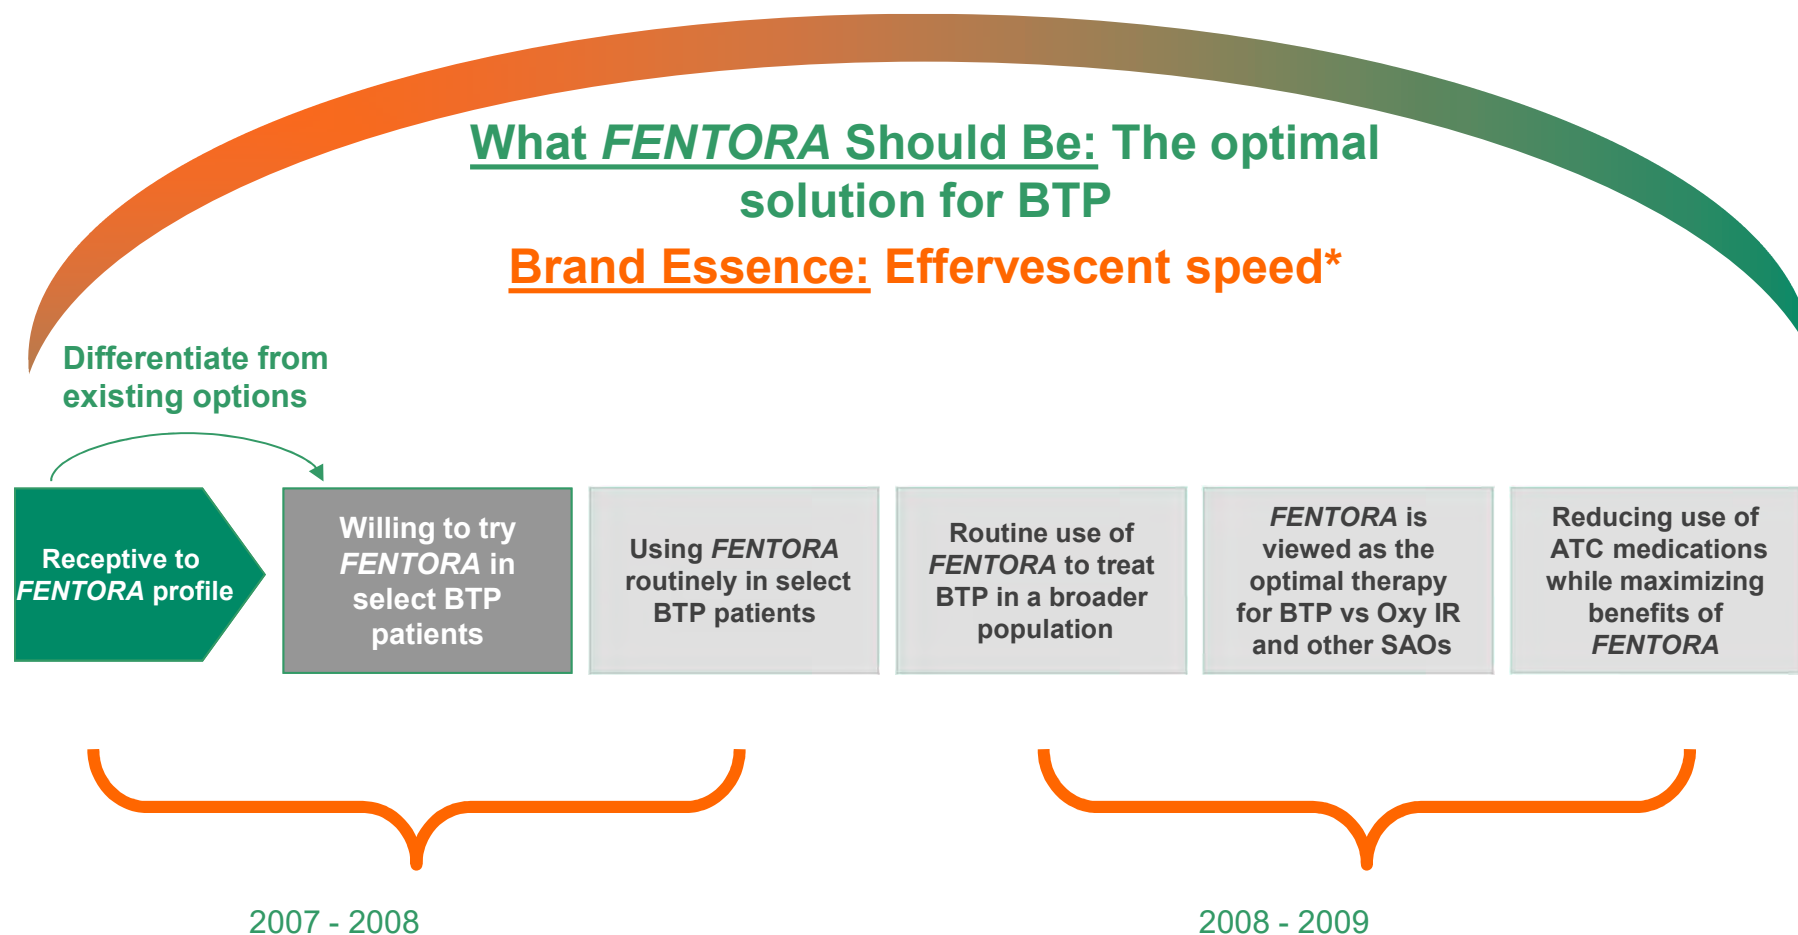 What FENTORA Should Be: The optimal
solution for BTP
Brand Essence: Effervescent speed*
Differentiate from
existing options
Receptive to
FENTORA profile
Willing to try
FENTORA in
select BTP
patients
Using FENTORA
routinely in select
BTP patients
Routine use of
FENTORA to treat
BTP in a broader
population
FENTORA is
viewed as the
optimal therapy
for BTP vs Oxy IR
and other SAOs
Reducing use of
ATC medications
while maximizing
benefits of
FENTORA
2007 - 2008
2008 - 2009